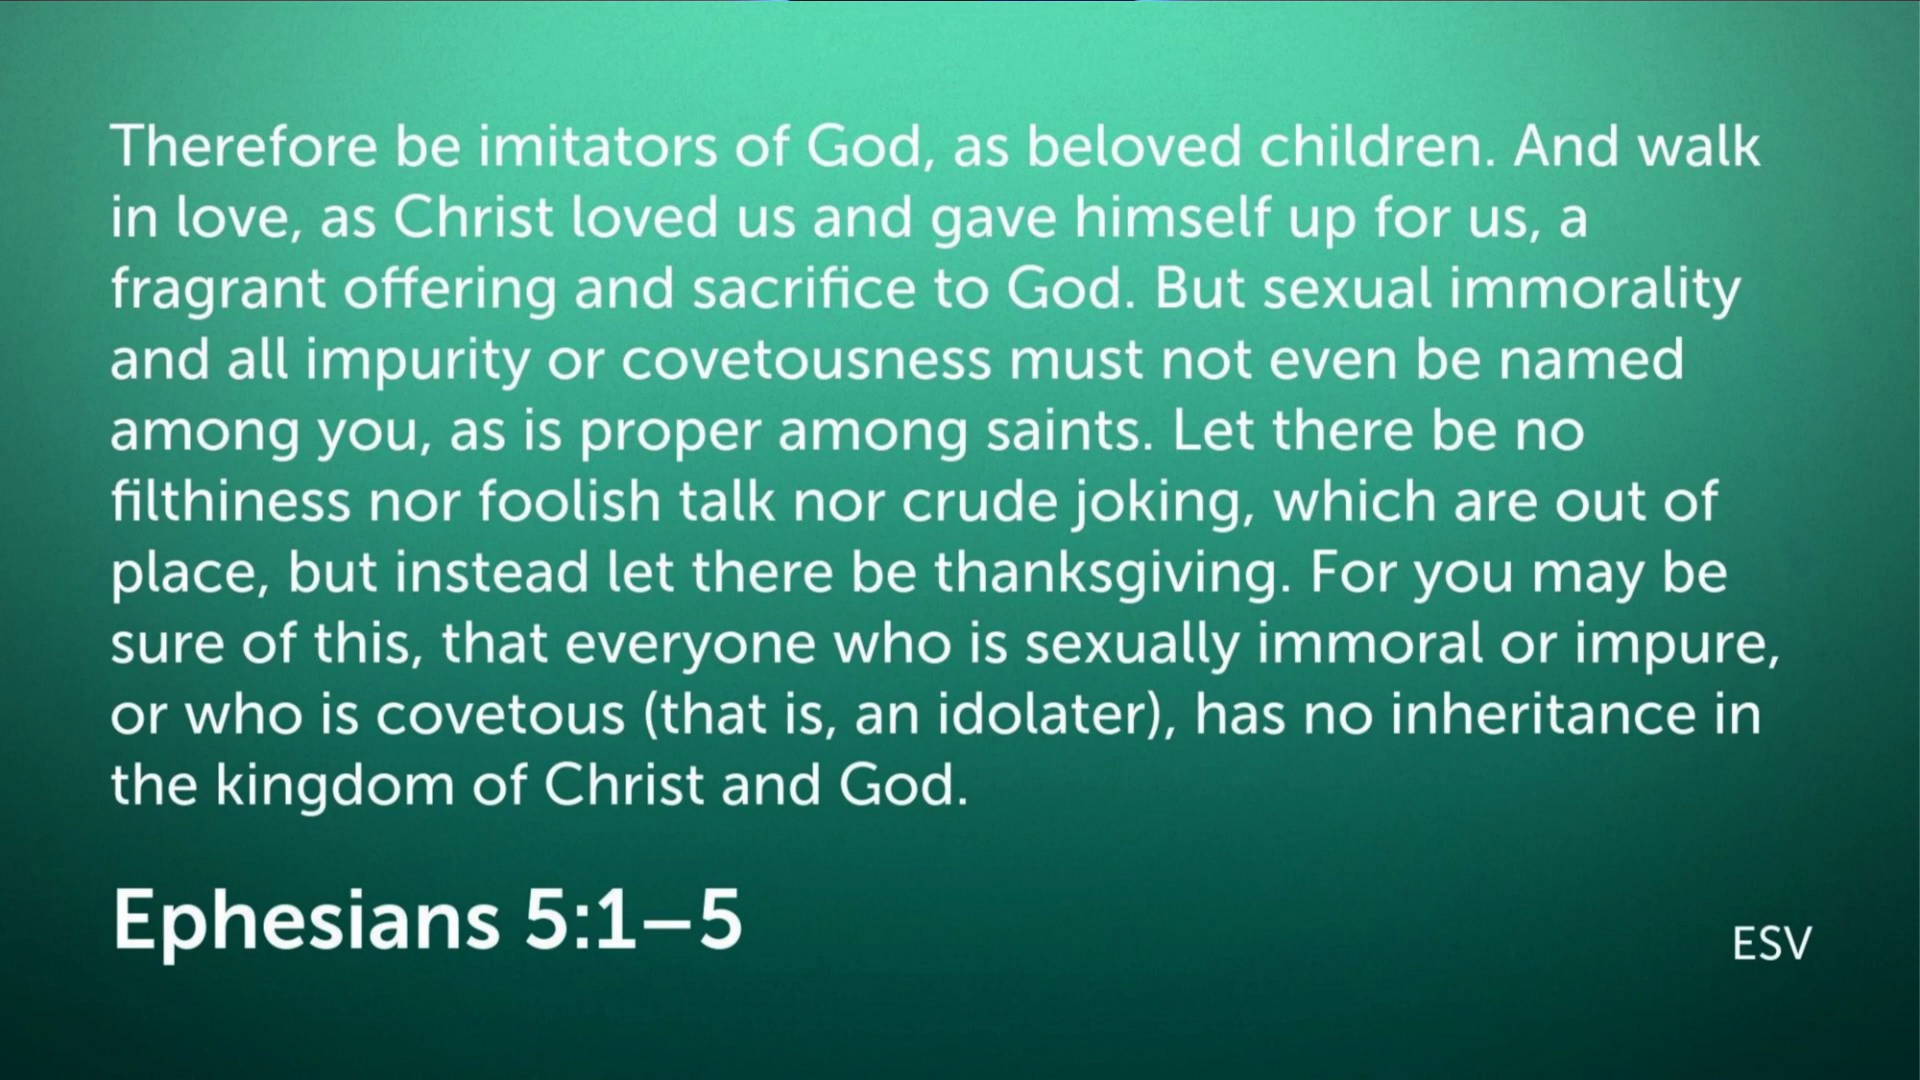 Therefore be imitators of God, as beloved children. And walk
in love, as Christ loved us and gave himself up for us, a
fragrant offering and sacrifice to God. But sexual immorality
and all impurity or covetousness must not even be named
among you, as is proper among saints. Let there be no
filthiness nor foolish talk nor crude joking, which are out of
place, but instead let there be thanksgiving. For you may be
sure of this, that everyone who is sexually immoral or impure,
or who is covetous (that is, an idolater), has no inheritance in
the kingdom of Christ and God.
Ephesians 5:1–5
ESV